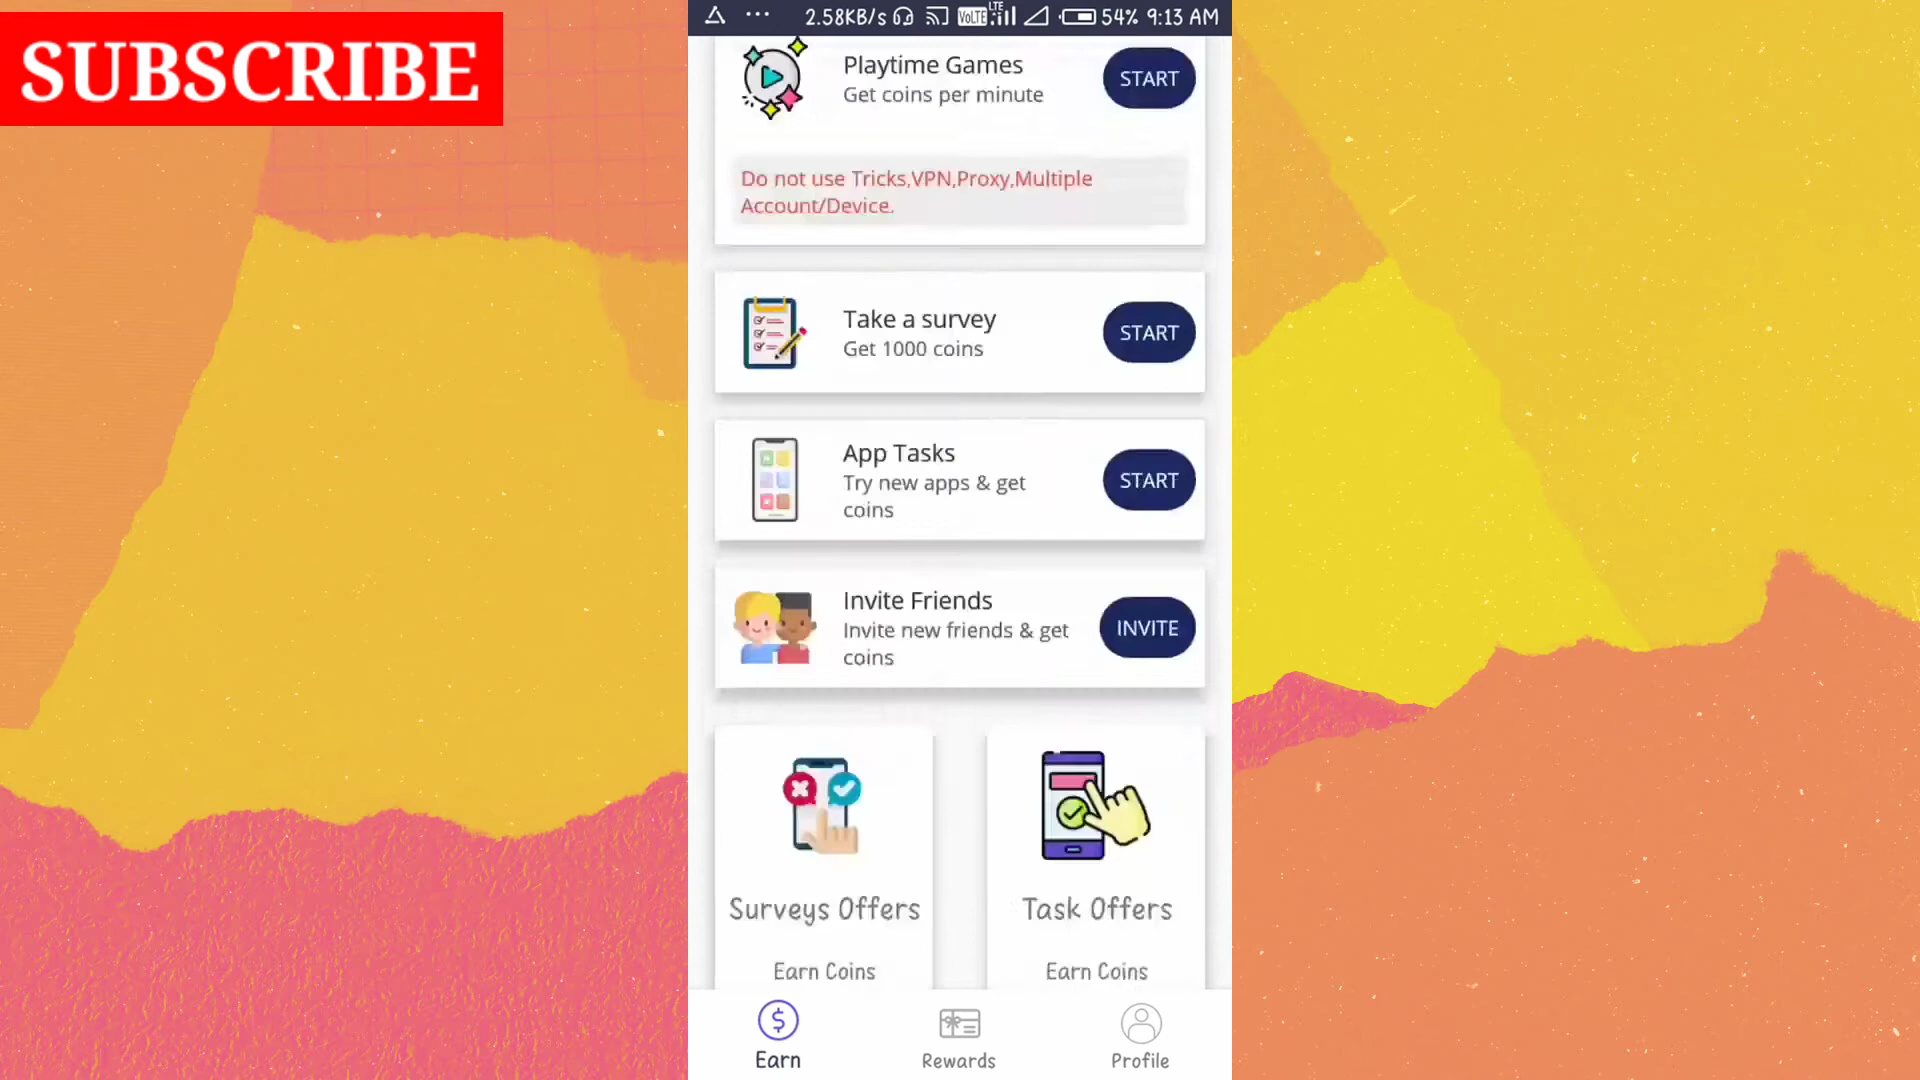 SUBSCRIBE
... 2.58KB/s VoLTE LTE 54% 9:13 AM
Playtime Games
Get coins per minute
START
Do not use Tricks,VPN,Proxy,Multiple
Account/Device.
Take a survey
Get 1000 coins
START
App Tasks
Try new apps & get
coins
START
Invite Friends
Invite new friends & get
coins
INVITE
Surveys Offers
Earn Coins
Task Offers
Earn Coins
Earn
Rewards
Profile